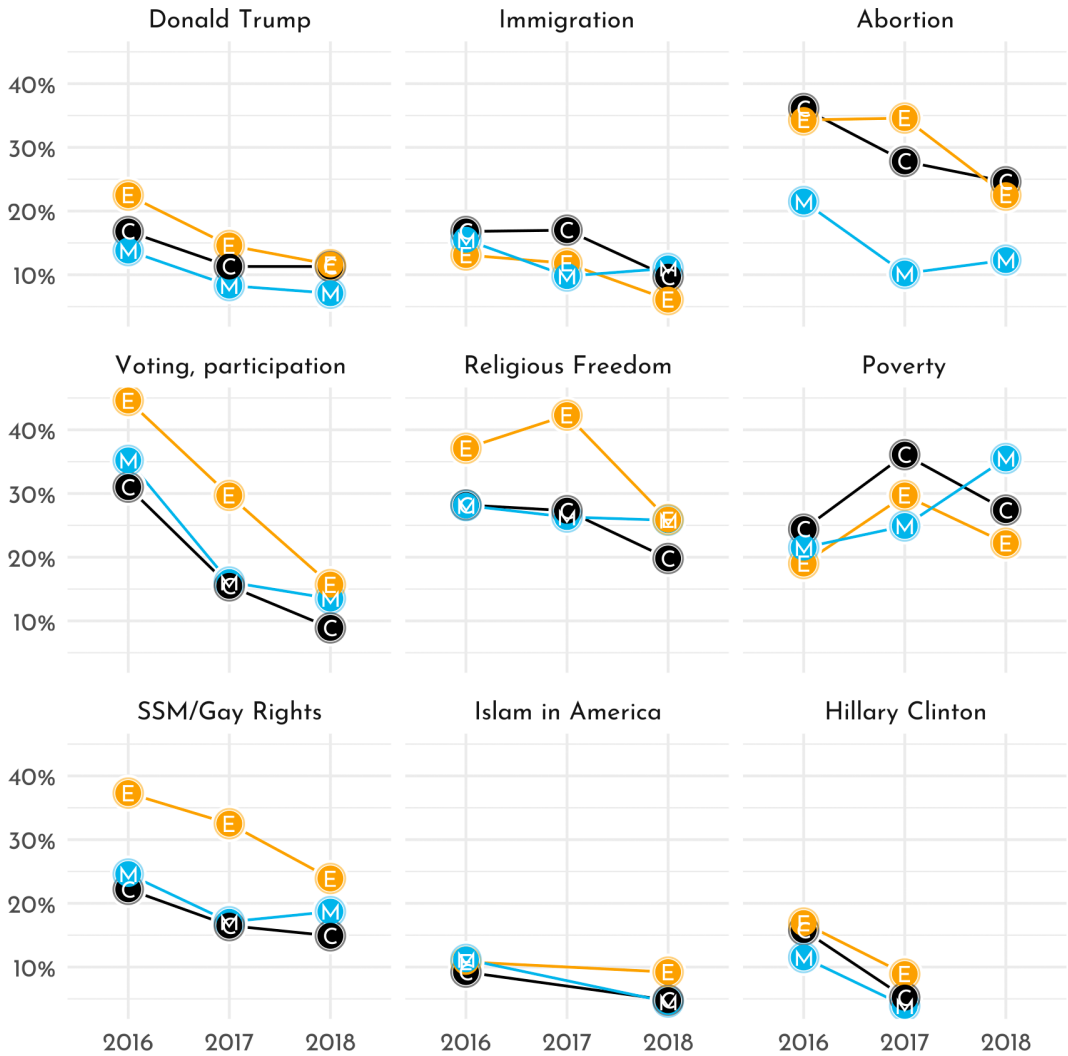 Donald Trump Immigration Abortion
40%
30%
20%
10%
E C M E C M E C M
C M E C E M M C E
C E M E C M C E M
Voting, participation Religious Freedom Poverty
40%
30%
20%
10%
E M C E M C E M C
E C M E C M E M C
C M E C E M M C E
SSM/Gay Rights Islam in America Hillary Clinton
40%
30%
20%
10%
E M C E M C E M C
M E C E C M
E C M E C M
2016 2017 2018 2016 2017 2018 2016 2017 2018